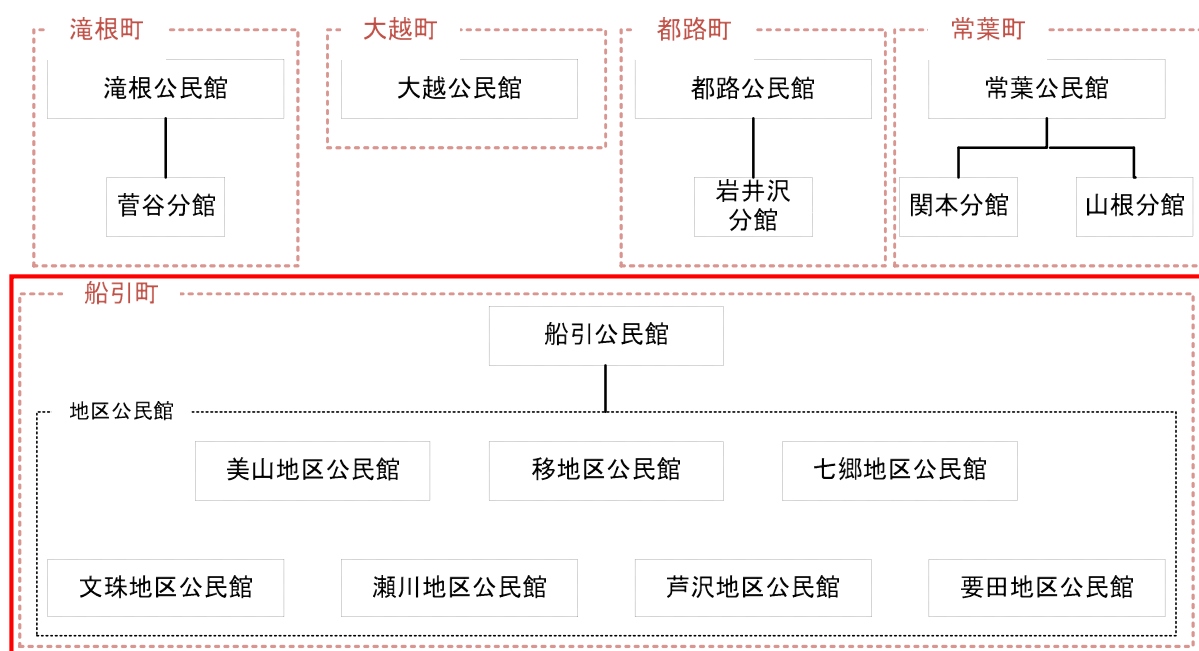 滝根町
大越町
都路町
常葉町
滝根公民館
大越公民館
都路公民館
常葉公民館
菅谷分館
岩井沢
分館
関本分館
山根分館
船引町
船引公民館
地区公民館
美山地区公民館
移地区公民館
七郷地区公民館
文珠地区公民館
瀬川地区公民館
芦沢地区公民館
要田地区公民館